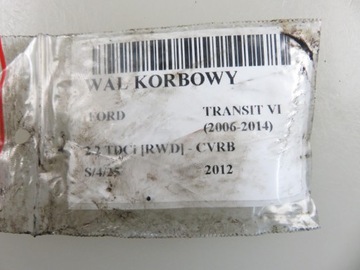 WAŁ KORBOWY
FORD TRANSIT VI
(2006-2014)
2.2 TDCi [RWD] - CVRB
S/4/25 2012